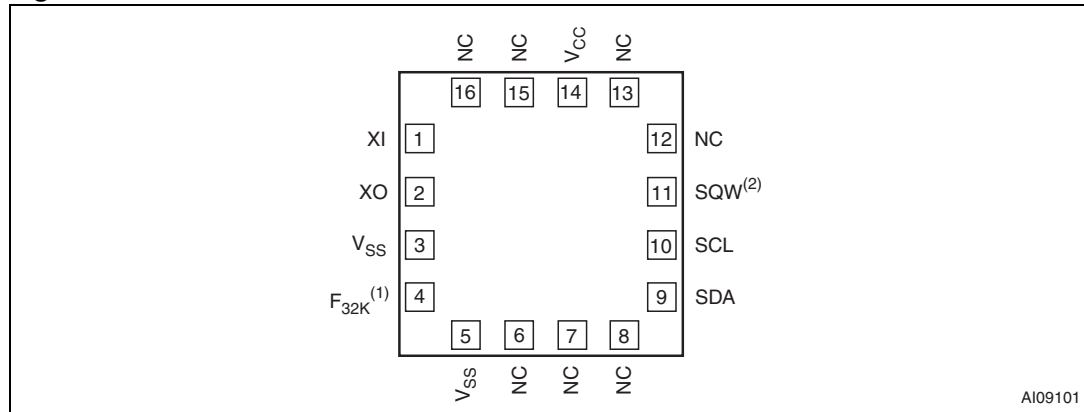 NC NC VCC NC
16 15 14 13
XI 1 12 NC
XO 2 11 SQW(2)
VSS 3 10 SCL
F32K(1) 4 9 SDA
5 6 7 8
VSS NC NC NC
AI09101